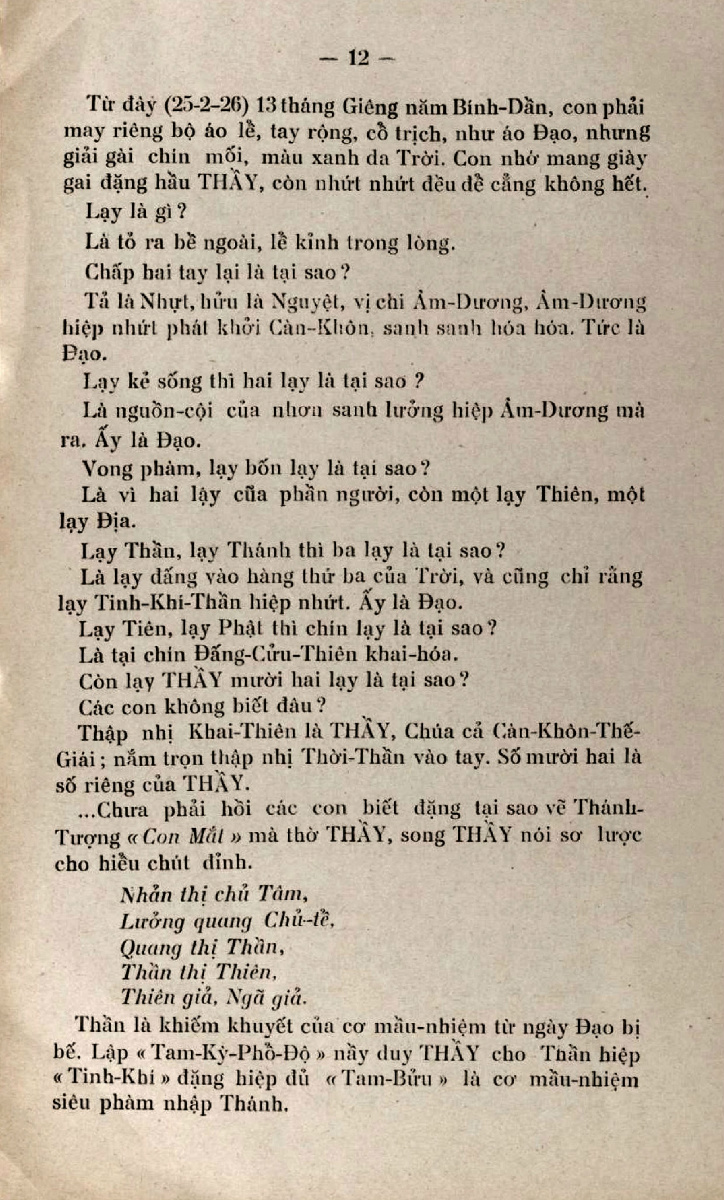 — 12 —
Từ đây (25-2-26) 13 tháng Giêng năm Bính-Dần, con phải
may riêng bộ áo lễ, tay rộng, cổ trịch, như áo Đạo, nhưng
giải gài chín mối, màu xanh da Trời. Con nhớ mang giày
gai đặng hầu THẦY, còn nhứt nhứt đều để cẳng không hết.
Lạy là gì ?
Là tỏ ra bề ngoài, lễ kỉnh trong lòng.
Chấp hai tay lại là tại sao ?
Tả là Nhựt, hữu là Nguyệt, vị chi Âm-Dương, Âm-Dương
hiệp nhứt phát khởi Càn-Khôn, sanh sanh hóa hóa. Tức là
Đạo.
Lạy kẻ sống thì hai lạy là tại sao ?
Là nguồn-cội của nhơn sanh lưởng hiệp Âm-Dương mà
ra. Ấy là Đạo.
Vong phàm, lạy bốn lạy là tại sao ?
Là vì hai lậy của phần người, còn một lạy Thiên, một
lạy Địa.
Lạy Thần, lạy Thánh thì ba lạy là tại sao ?
Là lạy đấng vào hàng thứ ba của Trời, và cũng chỉ rằng
lạy Tinh-Khí-Thần hiệp nhứt. Ấy là Đạo.
Lạy Tiên, lạy Phật thì chín lạy là tại sao ?
Là tại chín Đấng-Cửu-Thiên khai-hóa.
Còn lạy THẦY mười hai lạy là tại sao ?
Các con không biết đâu ?
Thập nhị Khai-Thiên là THẦY, Chúa cả Càn-Khôn-Thế-
Giái ; nắm trọn thập nhị Thời-Thần vào tay. Số mười hai là
số riêng của THẦY.
...Chưa phải hồi các con biết đặng tại sao vẽ Thánh-
Tượng « Con Mắt » mà thờ THẦY, song THẦY nói sơ lược
cho hiểu chút đỉnh.
Nhản thị chủ Tâm,
Lưởng quang Chủ-tể,
Quang thị Thần,
Thần thị Thiên,
Thiên giả, Ngã giả.
Thần là khiếm khuyết của cơ mầu-nhiệm từ ngày Đạo bị
bế. Lập « Tam-Kỳ-Phổ-Độ » nầy duy THẦY cho Thần hiệp
« Tinh-Khí » đặng hiệp đủ « Tam-Bửu » là cơ mầu-nhiệm
siêu phàm nhập Thánh.